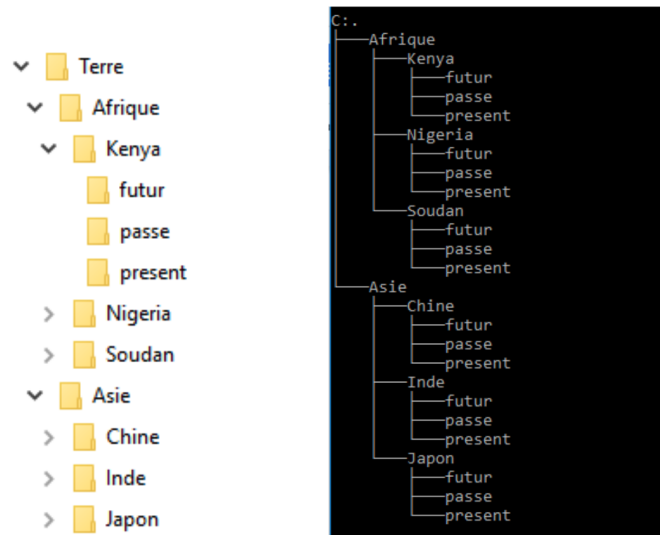 Terre
Afrique
Kenya
futur
passe
present
Nigeria
Soudan
Asie
Chine
Inde
Japon
C:.
Afrique
Kenya
futur
passe
present
Nigeria
futur
passe
present
Soudan
futur
passe
present
Asie
Chine
futur
passe
present
Inde
futur
passe
present
Japon
futur
passe
present